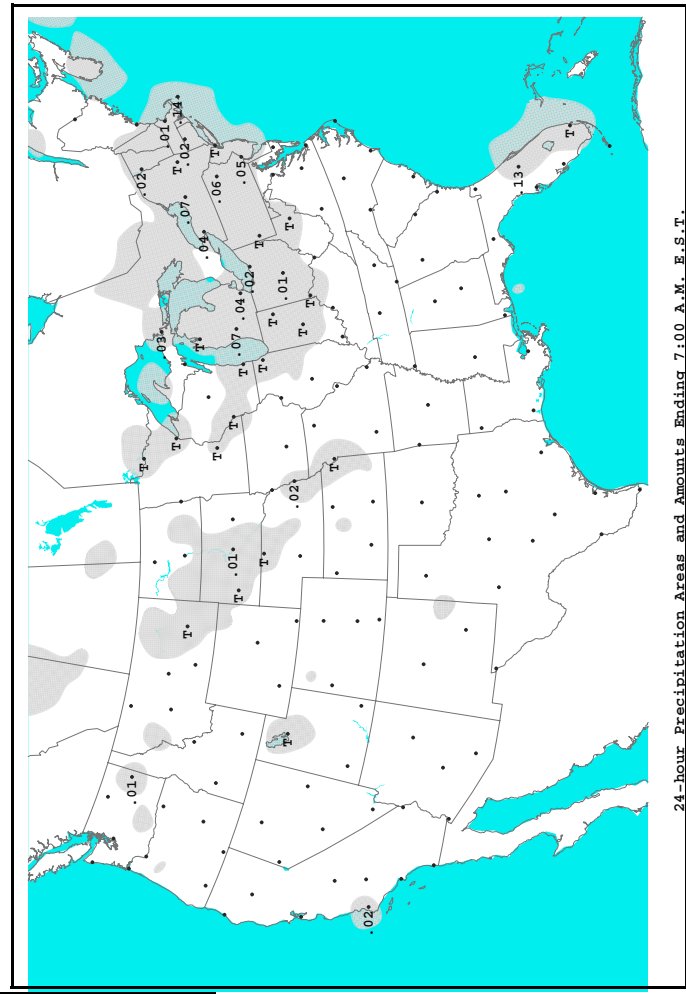 .01
.02
T
.03
.01
T
T
.14
.02
.07
T
T
.04
T
.06
T
.01
T
.07
T
.04
.05
T
.02
T
T
T
T
.01
T
T
.02
T
T
T
.02
.13
T
24-hour Precipitation Areas and Amounts Ending 7:00 A.M. E.S.T.